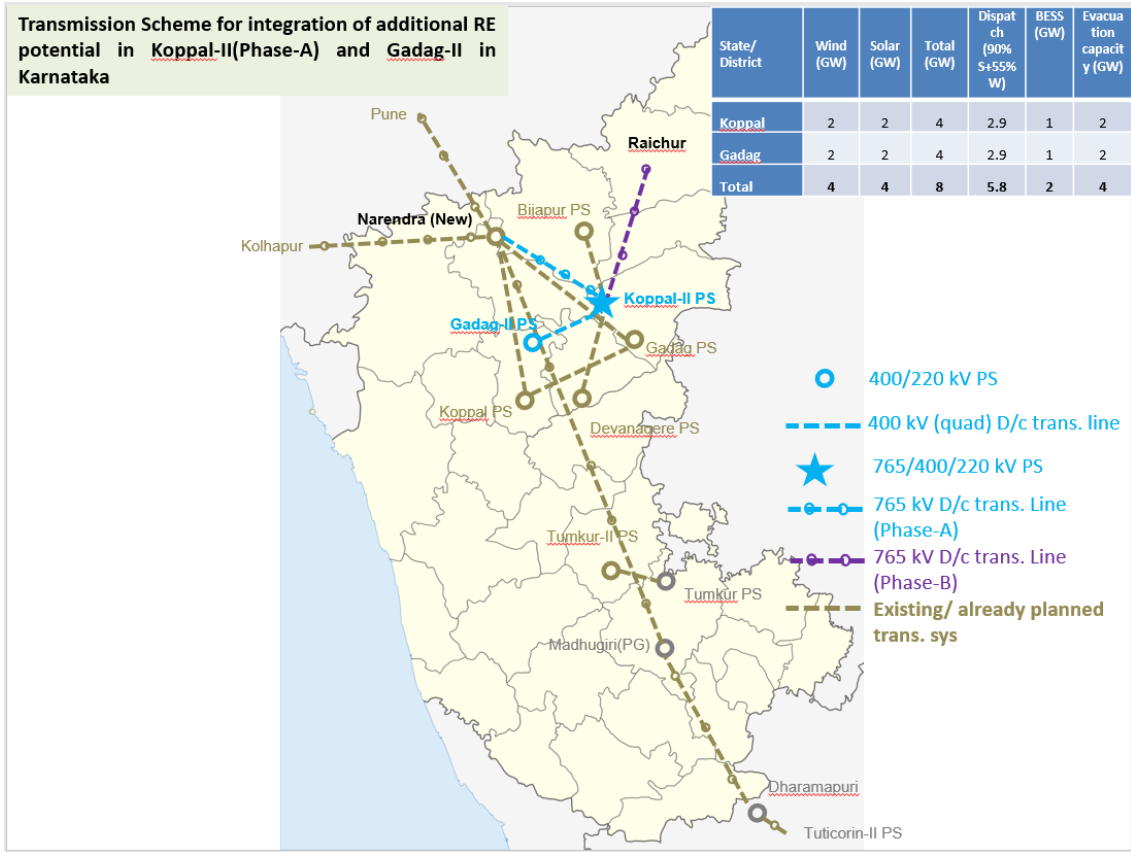 Transmission Scheme for integration of additional RE
potential in Koppal-II(Phase-A) and Gadag-II in
Karnataka
State/
District
Wind
(GW)
Solar
(GW)
Total
(GW)
Dispat
ch
(90%
S+55%
W)
BESS
(GW)
Evacua
tion
capacit
y (GW)
Koppal 2 2 4 2.9 1 2
Gadag 2 2 4 2.9 1 2
Total 4 4 8 5.8 2 4
Pune
Raichur
Narendra (New)
Bijapur PS
Kolhapur
Koppal-II PS
Gadag-II PS
Gadag PS
Koppal PS
Devanagere PS
Tumkur-II PS
Tumkur PS
Madhugiri(PG)
Dharamapuri
Tuticorin-II PS
400/220 kV PS
400 kV (quad) D/c trans. line
765/400/220 kV PS
765 kV D/c trans. Line
(Phase-A)
765 kV D/c trans. Line
(Phase-B)
Existing/ already planned
trans. sys